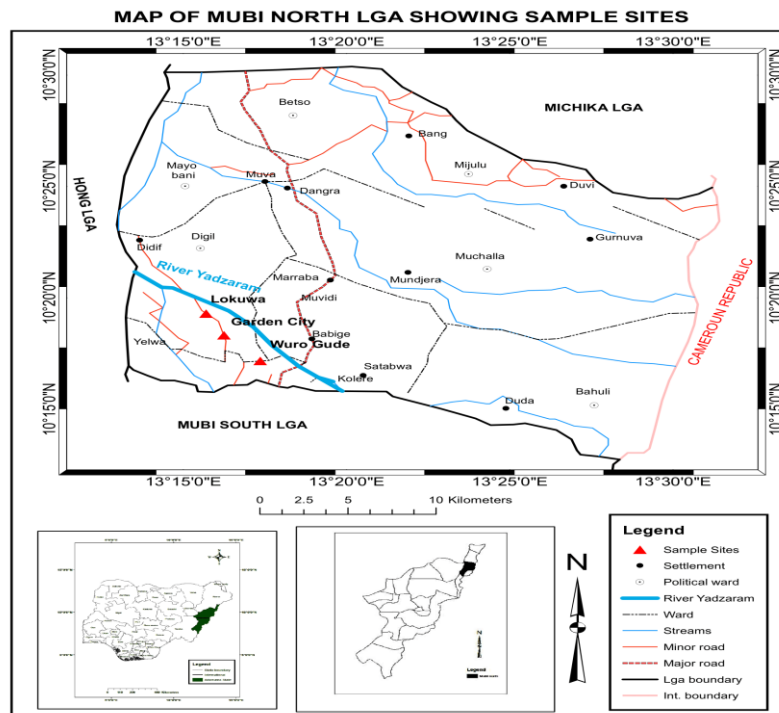 MAP OF MUBI NORTH LGA SHOWING SAMPLE SITES
13°15'0"E 13°20'0"E 13°25'0"E 13°30'0"E
10°30'0"N
10°30'0"N
Betso
MICHIKA LGA
Bang
Mijulu
Mayo
bani
Muva
Dangra
Duvi
10°25'0"N
10°25'0"N
HONG LGA
Didif
Digil
Gurnuva
Muchalla
River Yadzaram
Marraba
Mundjera
10°20'0"N
10°20'0"N
Lokuwa
Muvidi
CAMEROUN REPUBLIC
Garden City
Yelwa
Wuro Gude
Babige
Kolere
Satabwa
Bahuli
Duda
10°15'0"N
10°15'0"N
MUBI SOUTH LGA
13°15'0"E 13°20'0"E 13°25'0"E 13°30'0"E
0 2.5 5 10 Kilometers
Legend
Sample Sites
Settlement
Political ward
River Yadzaram
Ward
Streams
Minor road
Major road
Lga boundary
Int. boundary
N
Legend
Legend